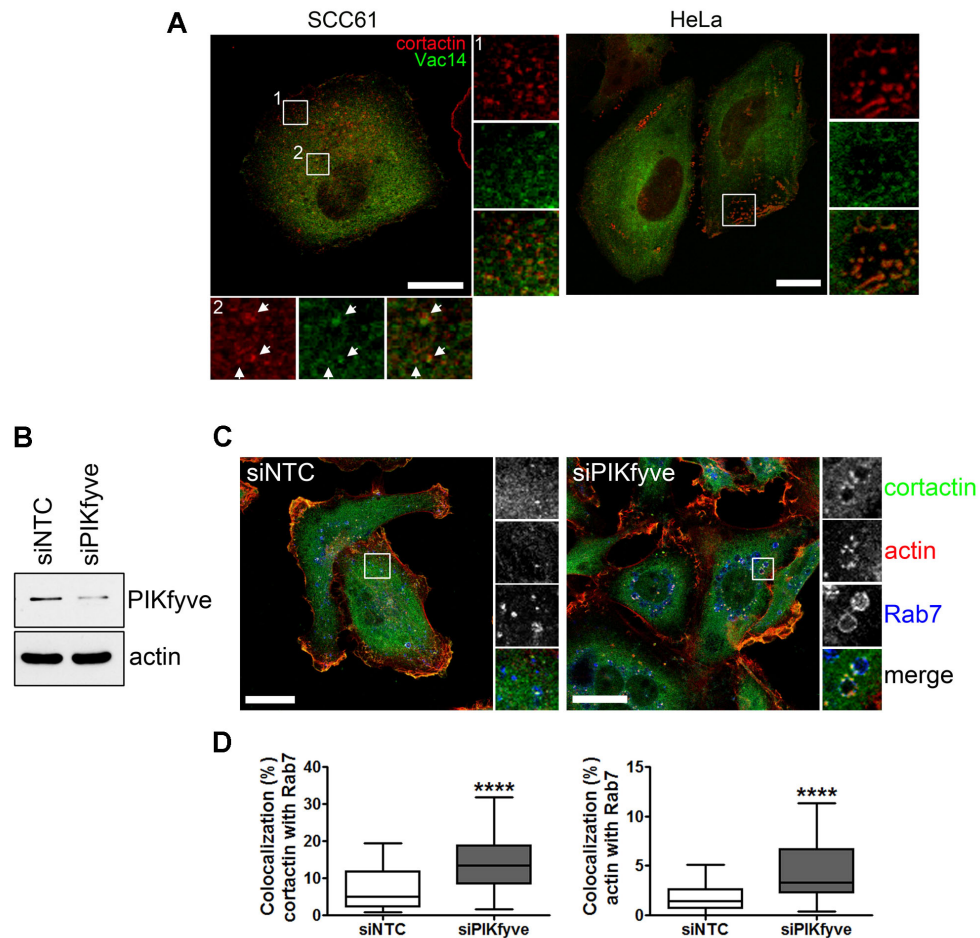 A
SCC61
HeLa
cortactin
Vac14
1
1
2
2
B
siNTC
siPIKfyve
PIKfyve
actin
C
siNTC
siPIKfyve
cortactin
actin
Rab7
merge
D
Colocalization (%)
cortactin with Rab7
40
30
20
10
0
****
siNTC
siPIKfyve
Colocalization (%)
actin with Rab7
15
10
5
0
****
siNTC
siPIKfyve